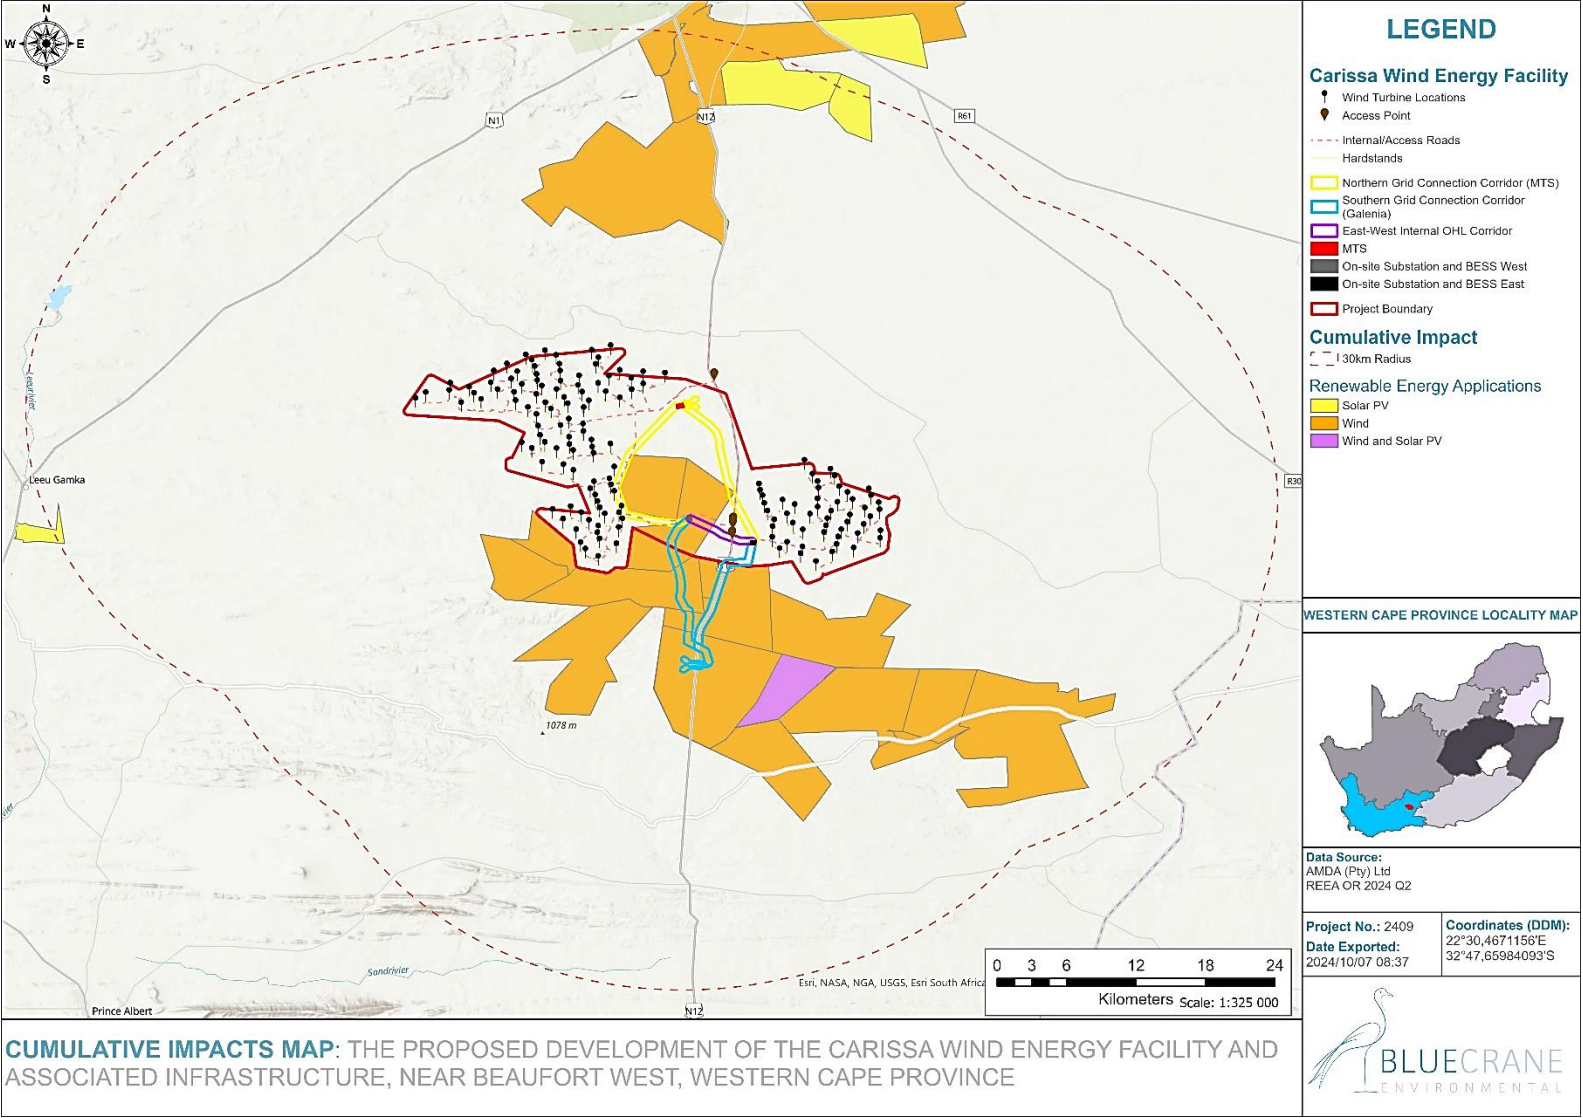 N
W E
S
N1
N12
R61
Leeurivier
Leeu Gamka
R30
1078 m
Sandrivier
Prince Albert
N12
Esri, NASA, NGA, USGS, Esri South Africa
0 3 6 12 18 24
Kilometers Scale: 1:325 000
CUMULATIVE IMPACTS MAP: THE PROPOSED DEVELOPMENT OF THE CARISSA WIND ENERGY FACILITY AND
ASSOCIATED INFRASTRUCTURE, NEAR BEAUFORT WEST, WESTERN CAPE PROVINCE
LEGEND
Carissa Wind Energy Facility
Wind Turbine Locations
Access Point
Internal/Access Roads
Hardstands
Northern Grid Connection Corridor (MTS)
Southern Grid Connection Corridor
(Galenia)
East-West Internal OHL Corridor
MTS
On-site Substation and BESS West
On-site Substation and BESS East
Project Boundary
Cumulative Impact
30km Radius
Renewable Energy Applications
Solar PV
Wind
Wind and Solar PV
WESTERN CAPE PROVINCE LOCALITY MAP
Data Source:
AMDA (Pty) Ltd
REEA OR 2024 Q2
Project No.: 2409
Date Exported:
2024/10/07 08:37
Coordinates (DDM):
22°30,4671156'E
32°47,65984093'S
BLUECRANE
ENVIRONMENTAL